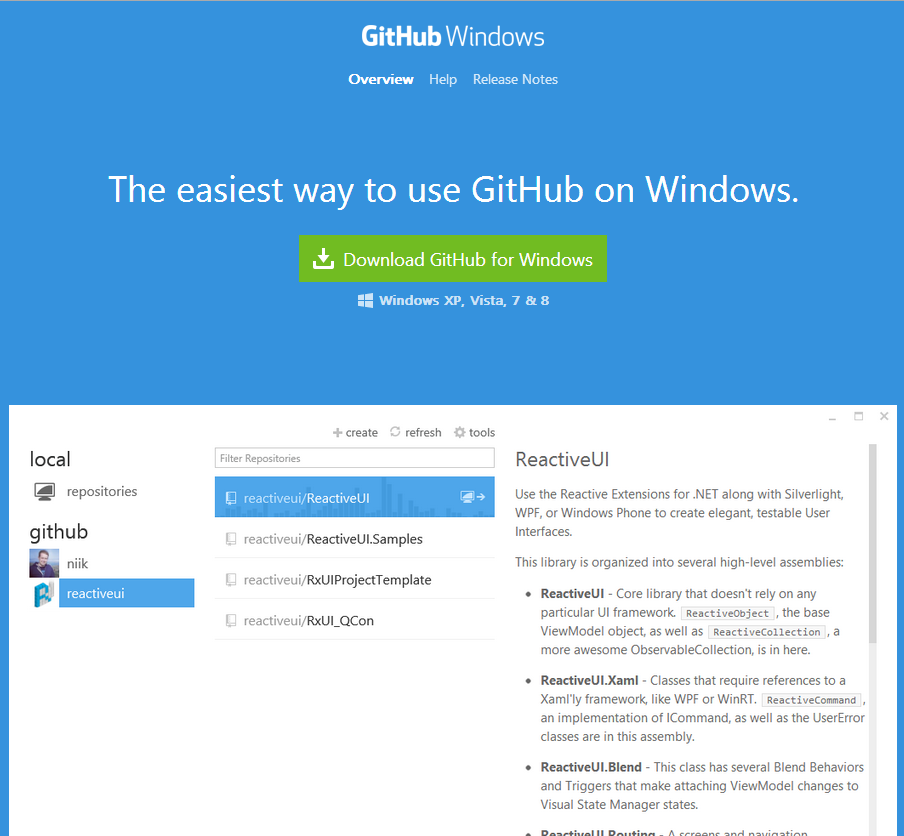 GitHub Windows
Overview Help Release Notes
The easiest way to use GitHub on Windows.
Download GitHub for Windows
Windows XP, Vista, 7 & 8
create refresh tools
local
repositories
github
niik
reactiveui
Filter Repositories
reactiveui/ReactiveUI
reactiveui/ReactiveUI.Samples
reactiveui/RxUIProjectTemplate
reactiveui/RxUI_QCon
ReactiveUI
Use the Reactive Extensions for .NET along with Silverlight,
WPF, or Windows Phone to create elegant, testable User
Interfaces.
This library is organized into several high-level assemblies:
• ReactiveUI - Core library that doesn't rely on any
particular UI framework. ReactiveObject, the base
ViewModel object, as well as ReactiveCollection, a
more awesome ObservableCollection, is in here.
• ReactiveUI.Xaml - Classes that require references to a
Xaml'ly framework, like WPF or WinRT. ReactiveCommand,
an implementation of ICommand, as well as the UserError
classes are in this assembly.
• ReactiveUI.Blend - This class has several Blend Behaviors
and Triggers that make attaching ViewModel changes to
Visual State Manager states.
ReactiveUI.Routing - A screens and navigation